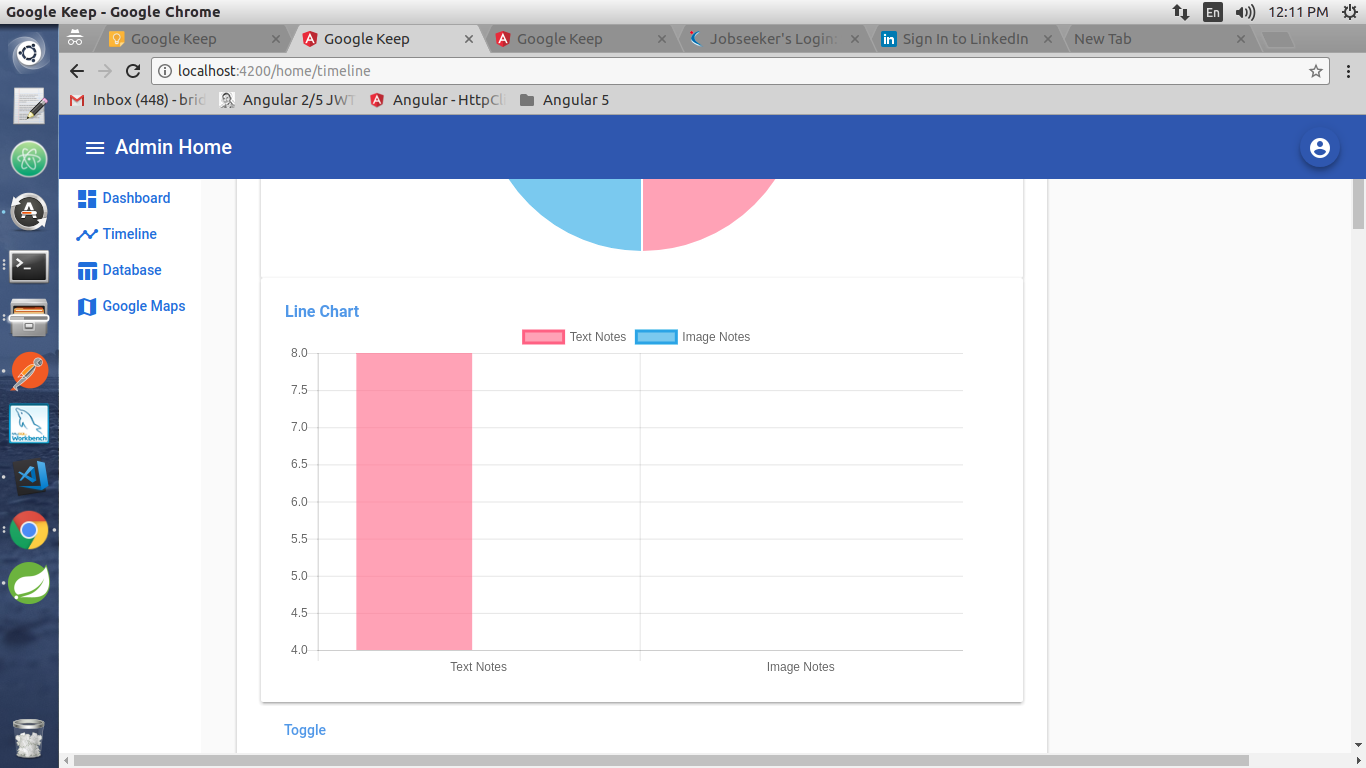 Google Keep - Google Chrome
En
12:11 PM
Google Keep
Google Keep
Google Keep
Jobseeker's Login:
Sign In to LinkedIn
New Tab
localhost:4200/home/timeline
Inbox (448) - brid
Angular 2/5 JWT
Angular - HttpCli
Angular 5
Admin Home
Dashboard
Timeline
Database
Google Maps
Line Chart
Text Notes
Image Notes
8.0
7.5
7.0
6.5
6.0
5.5
5.0
4.5
4.0
Text Notes
Image Notes
Toggle
Workbench